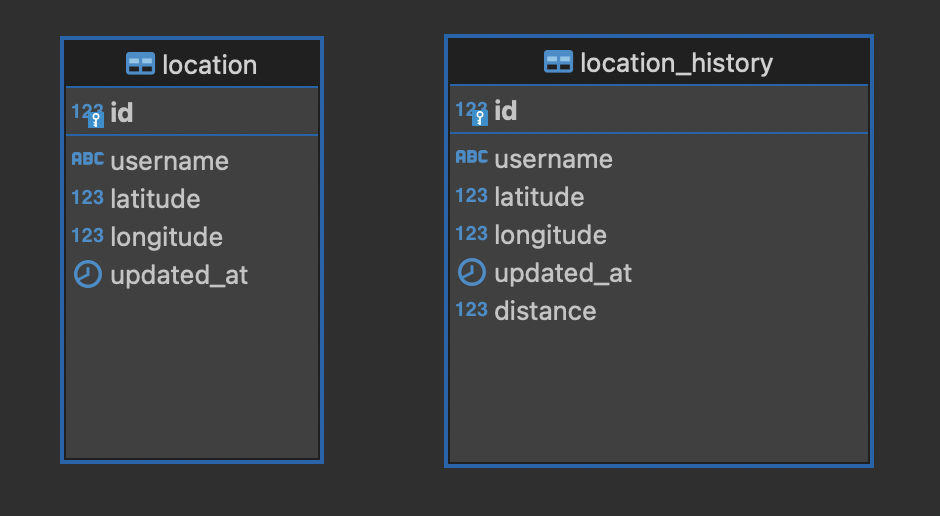 location
123 id
ABC username
123 latitude
123 longitude
updated_at
location_history
123 id
ABC username
123 latitude
123 longitude
updated_at
123 distance